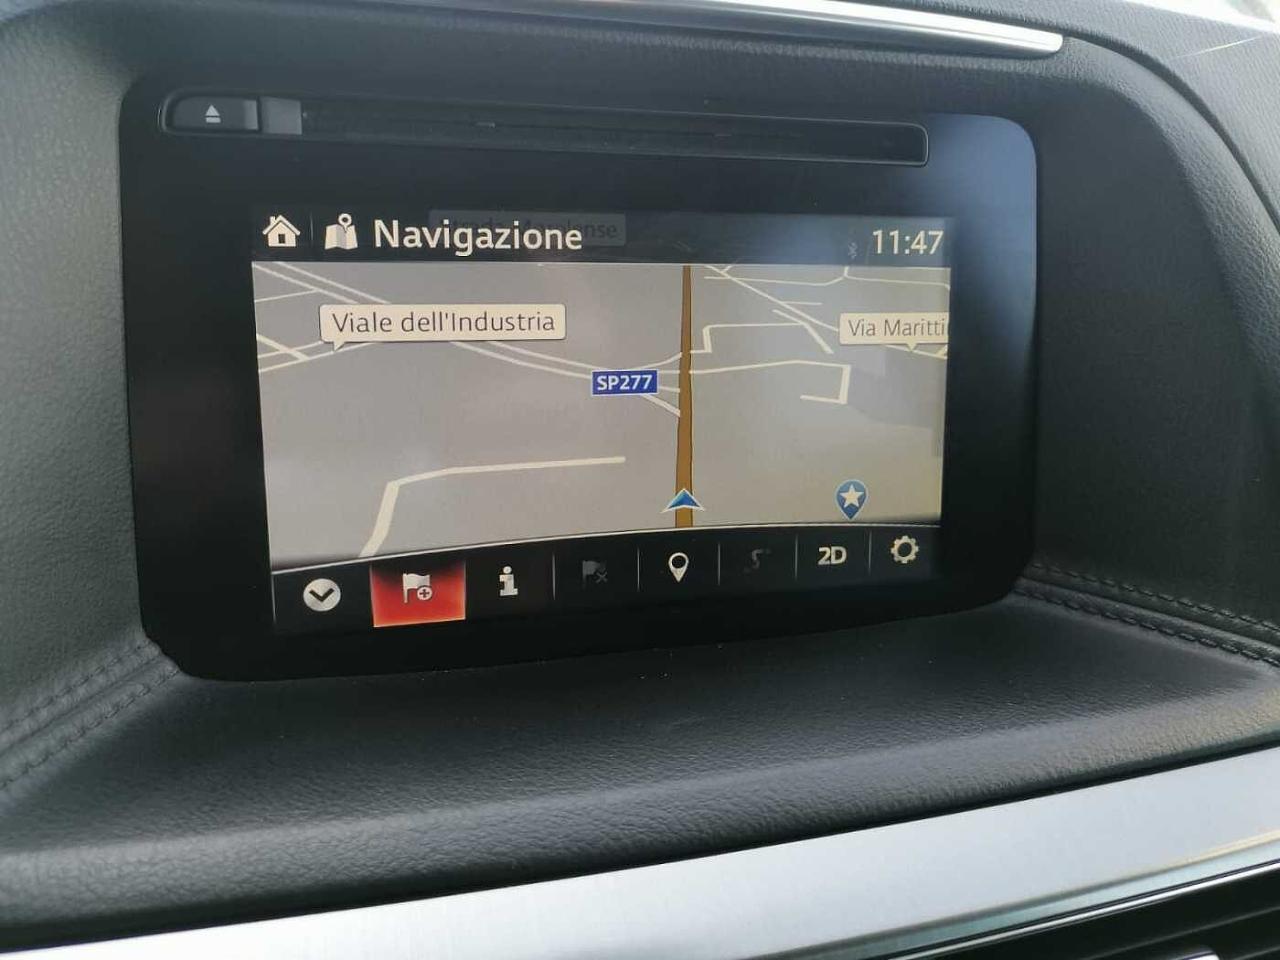 Navigazione
11:47
Viale dell'Industria
Via Maritti
SP277
2D